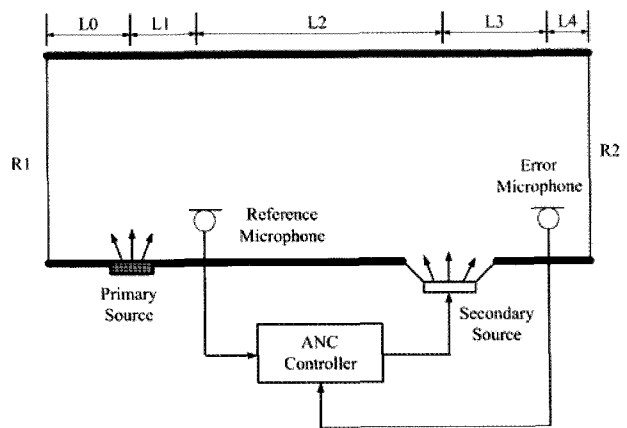 L0
L1
L2
L3
L4
R1
R2
Error
Microphone
Reference
Microphone
Primary
Source
Secondary
Source
ANC
Controller